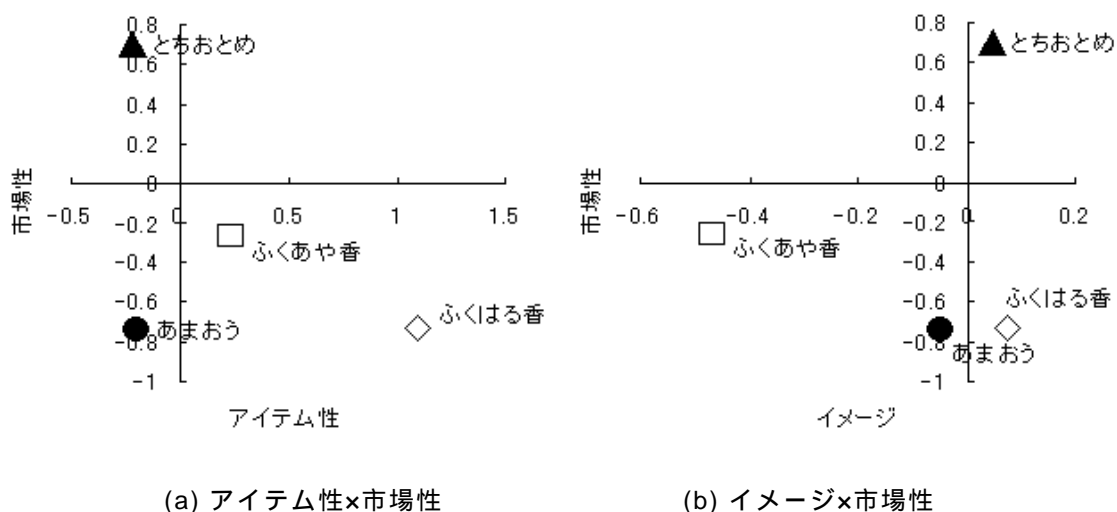 0.8
とちおとめ
0.6
0.4
0.2
0
-0.5
0
0.5
1
1.5
-0.2
ふくあや香
-0.4
-0.6
ふくはる香
あまおう
-0.8
-1
市場性
アイテム性
(a) アイテム性×市場性
0.8
とちおとめ
0.6
0.4
0.2
0
-0.6
-0.4
-0.2
0
0.2
-0.2
ふくあや香
-0.4
-0.6
ふくはる香
-0.8
あまおう
-1
市場性
イメージ
(b) イメージ×市場性